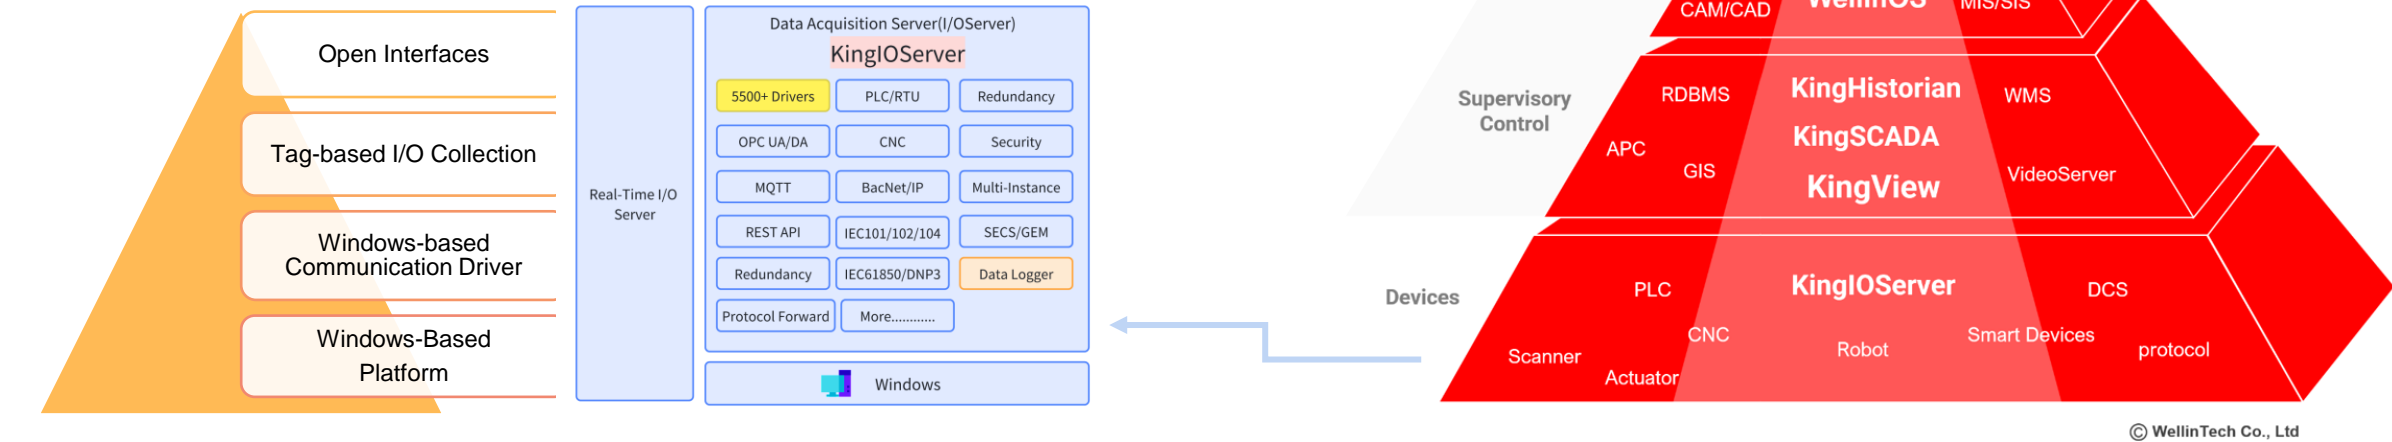 Open Interfaces
Tag-based I/O Collection
Windows-based
Communication Driver
Windows-Based
Platform
Real-Time I/O
Server
Data Acquisition Server(I/OServer)
KingIOServer
5500+ Drivers
PLC/RTU
Redundancy
OPC UA/DA
CNC
Security
MQTT
BacNet/IP
Multi-Instance
REST API
IEC101/102/104
SECS/GEM
Redundancy
IEC61850/DNP3
Data Logger
Protocol Forward
More............
Windows
CAM/CAD
WellinOS
MIS/SIS
Supervisory
Control
RDBMS
KingHistorian
WMS
APC
KingSCADA
GIS
KingView
VideoServer
Devices
PLC
KingIOServer
DCS
CNC
Smart Devices
Scanner
Robot
protocol
Actuator
© WellinTech Co., Ltd